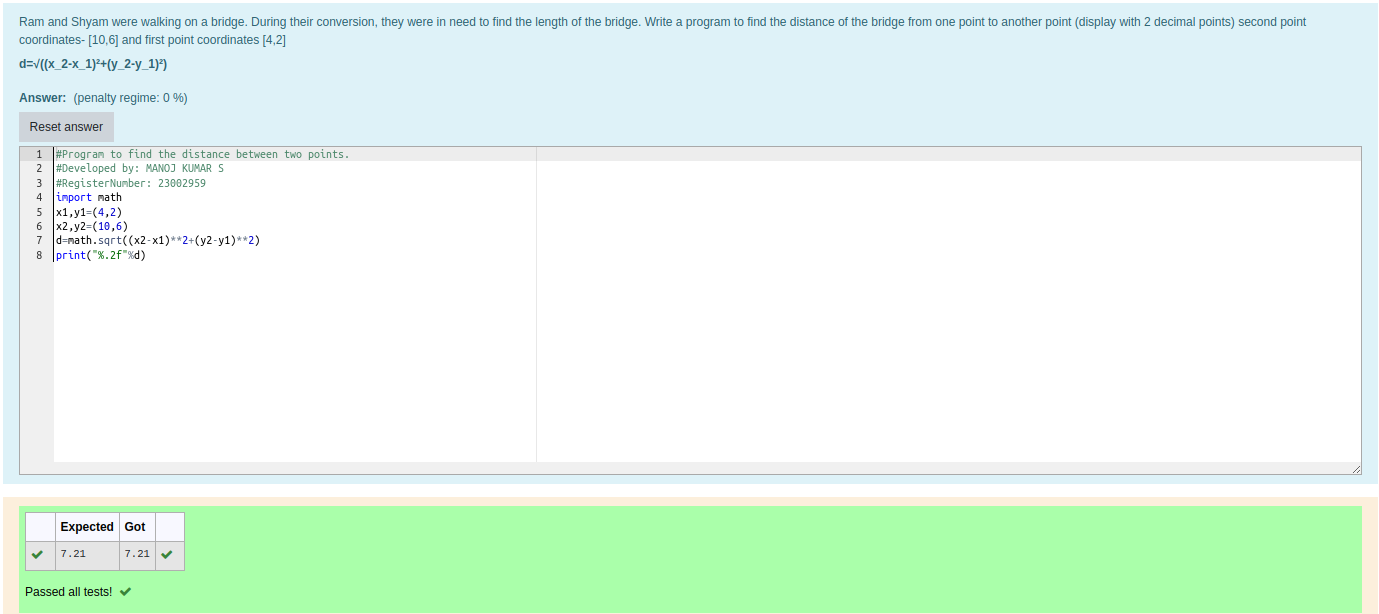 Ram and Shyam were walking on a bridge. During their conversion, they were in need to find the length of the bridge. Write a program to find the distance of the bridge from one point to another point (display with 2 decimal points) second point
coordinates- [10,6] and first point coordinates [4,2]
d=√((x_2-x_1)²+(y_2-y_1)²)
Answer: (penalty regime: 0 %)
Reset answer
1 #Program to find the distance between two points.
2 #Developed by: MANOJ KUMAR S
3 #RegisterNumber: 23002959
4 import math
5 x1,y1=(4,2)
6 x2,y2=(10,6)
7 d=math.sqrt((x2-x1)**2+(y2-y1)**2)
8 print("%.2f"%d)
Expected Got
7.21 7.21
Passed all tests!